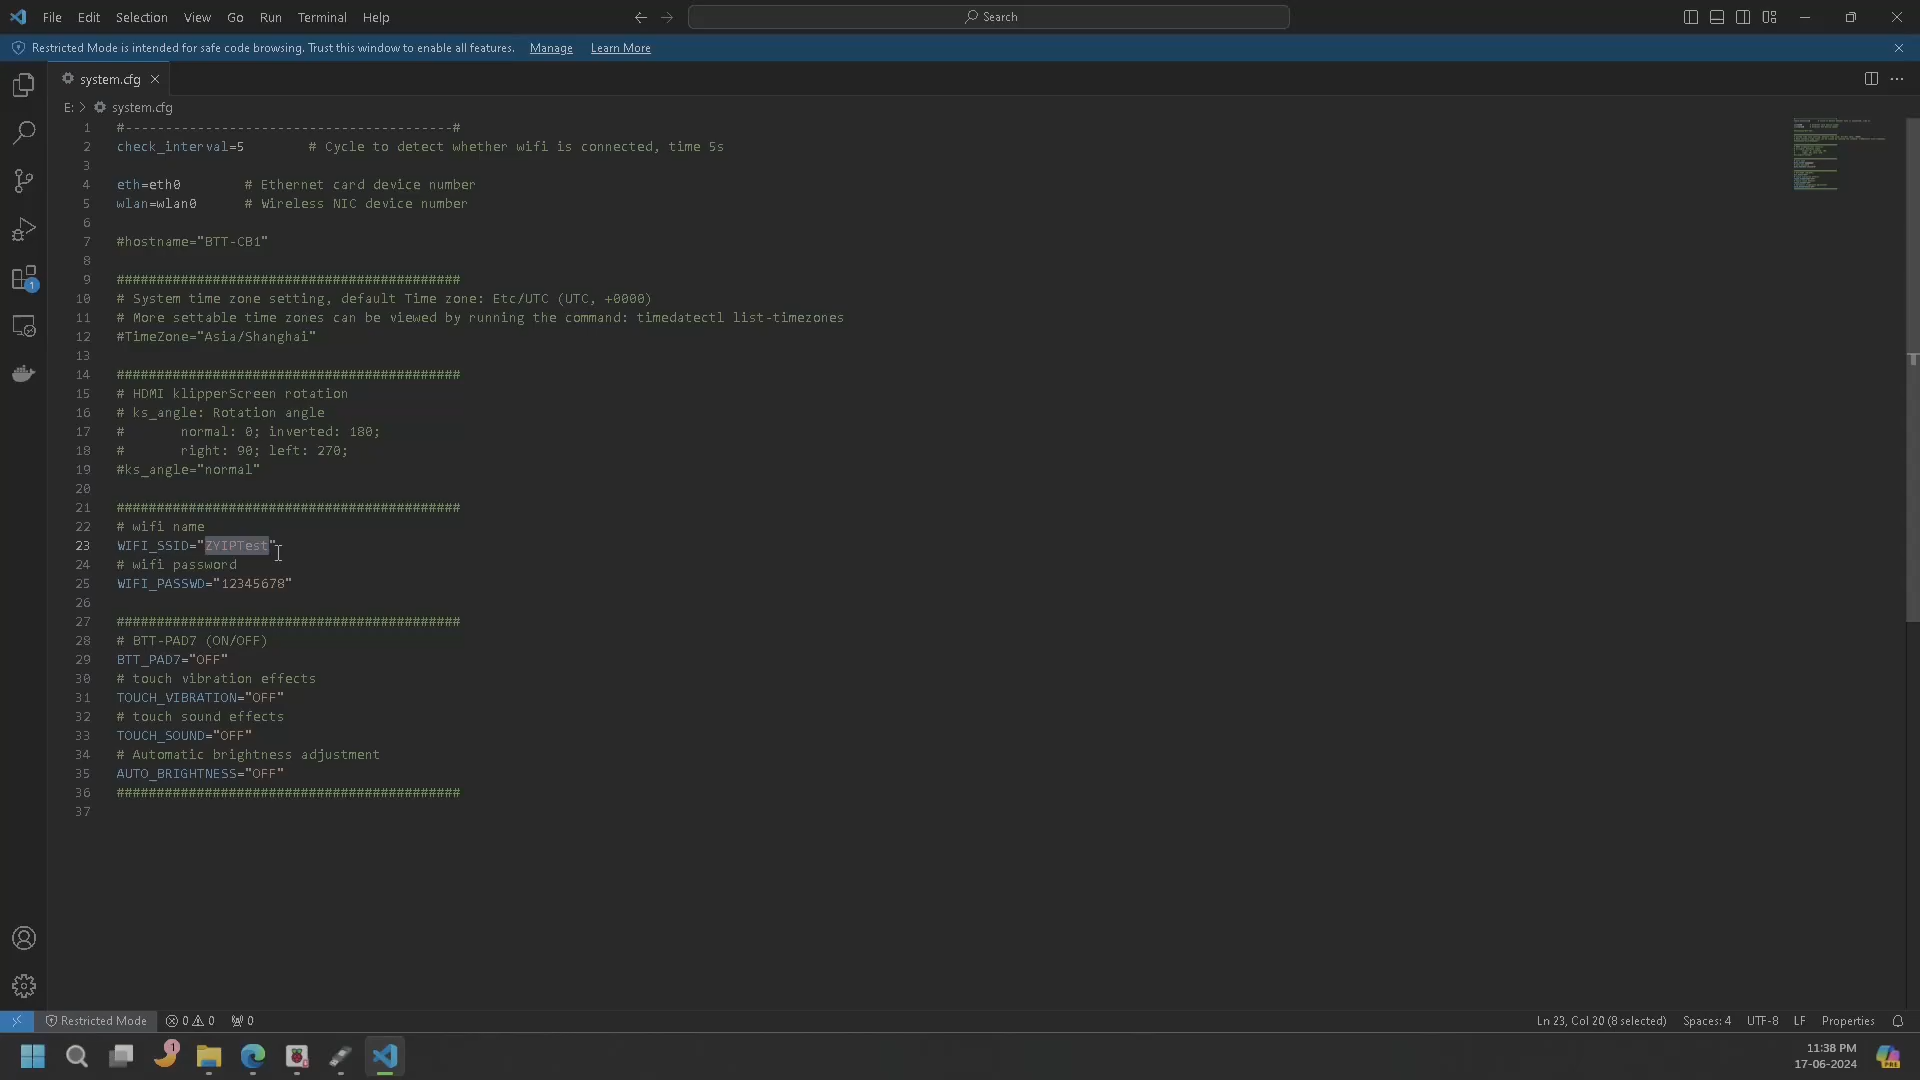 File Edit Selection View Go Run Terminal Help
Search
Restricted Mode is intended for safe code browsing. Trust this window to enable all features. Manage Learn More
system.cfg
E: > system.cfg
1 #-----------------------------------------#
2 check_interval=5 # Cycle to detect whether wifi is connected, time 5s
3
4 eth=eth0 # Ethernet card device number
5 wlan=wlan0 # Wireless NIC device number
6
7 #hostname="BTT-CB1"
8
9 ###########################################
10 # System time zone setting, default Time zone: Etc/UTC (UTC, +0000)
11 # More settable time zones can be viewed by running the command: timedatectl list-timezones
12 #TimeZone="Asia/Shanghai"
13
14 ###########################################
15 # HDMI klipperScreen rotation
16 # ks_angle: Rotation angle
17 # normal: 0; inverted: 180;
18 # right: 90; left: 270;
19 #ks_angle="normal"
20
21 ###########################################
22 # wifi name
23 WIFI_SSID="ZYIPTest"
24 # wifi password
25 WIFI_PASSWD="12345678"
26
27 ###########################################
28 # BTT-PAD7 (ON/OFF)
29 BTT_PAD7="OFF"
30 # touch vibration effects
31 TOUCH_VIBRATION="OFF"
32 # touch sound effects
33 TOUCH_SOUND="OFF"
34 # Automatic brightness adjustment
35 AUTO_BRIGHTNESS="OFF"
36 ###########################################
37
1
Restricted Mode 0 0 0 Ln 23, Col 20 (8 selected) Spaces: 4 UTF-8 LF Properties
1
11:38 PM
17-06-2024
PRE